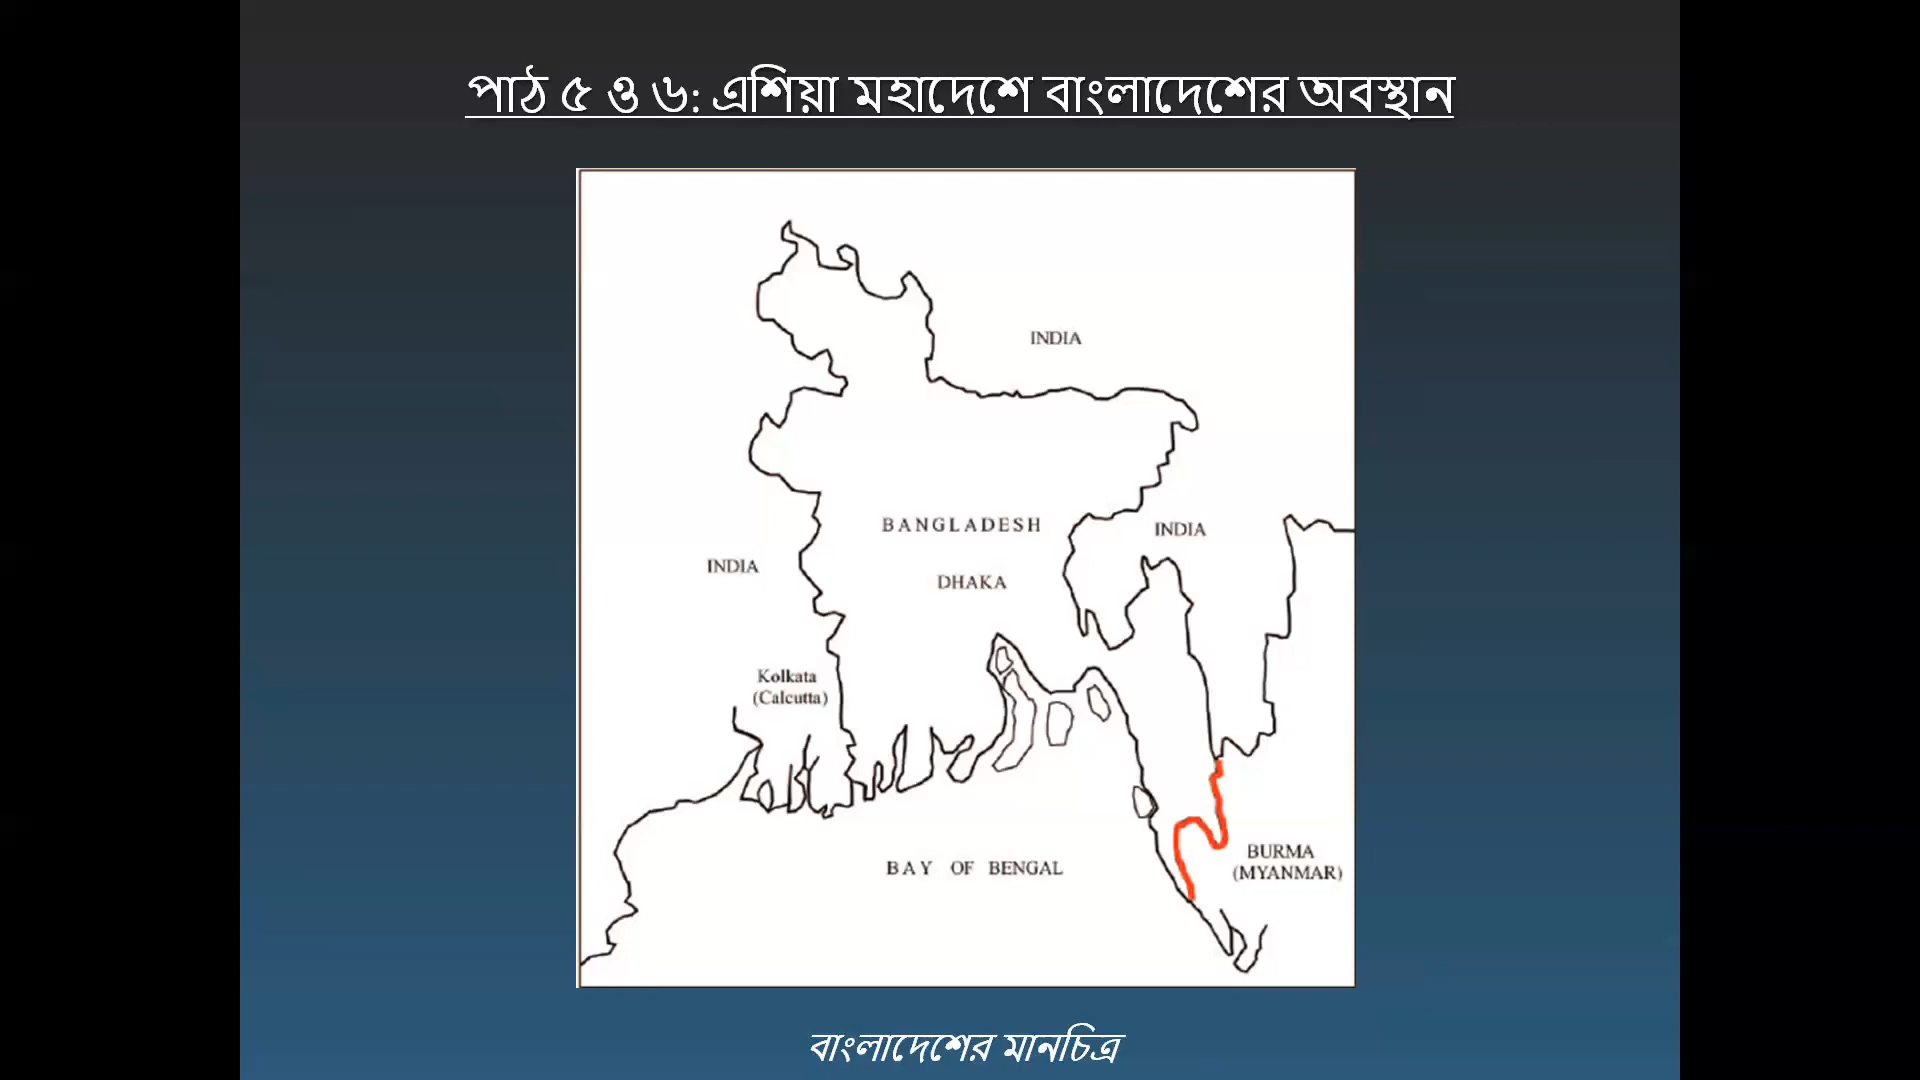 পাঠ ৫ ও ৬: এশিয়া মহাদেশে বাংলাদেশের অবস্থান
INDIA
BANGLADESH
INDIA
INDIA
DHAKA
Kolkata
(Calcutta)
BAY OF BENGAL
BURMA
(MYANMAR)
বাংলাদেশের মানচিত্র